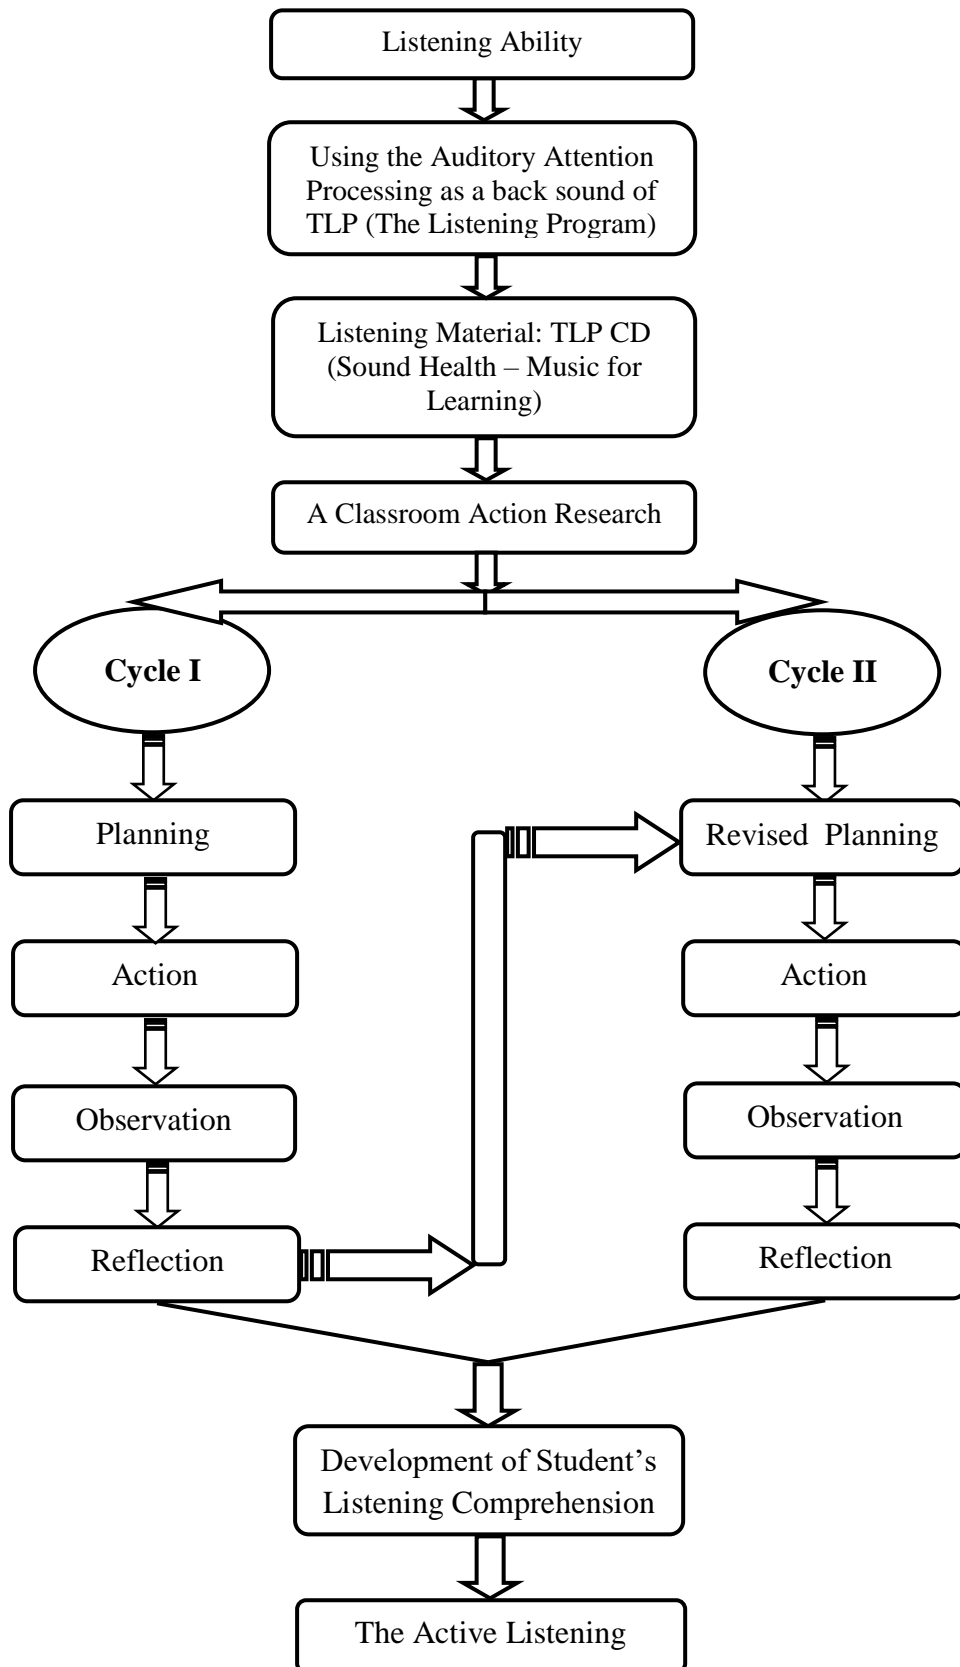 Listening Ability
Using the Auditory Attention
Processing as a back sound of
TLP (The Listening Program)
Listening Material: TLP CD
(Sound Health – Music for
Learning)
A Classroom Action Research
Cycle I
Cycle II
Planning
Revised Planning
Action
Action
Observation
Observation
Reflection
Reflection
Development of Student’s
Listening Comprehension
The Active Listening